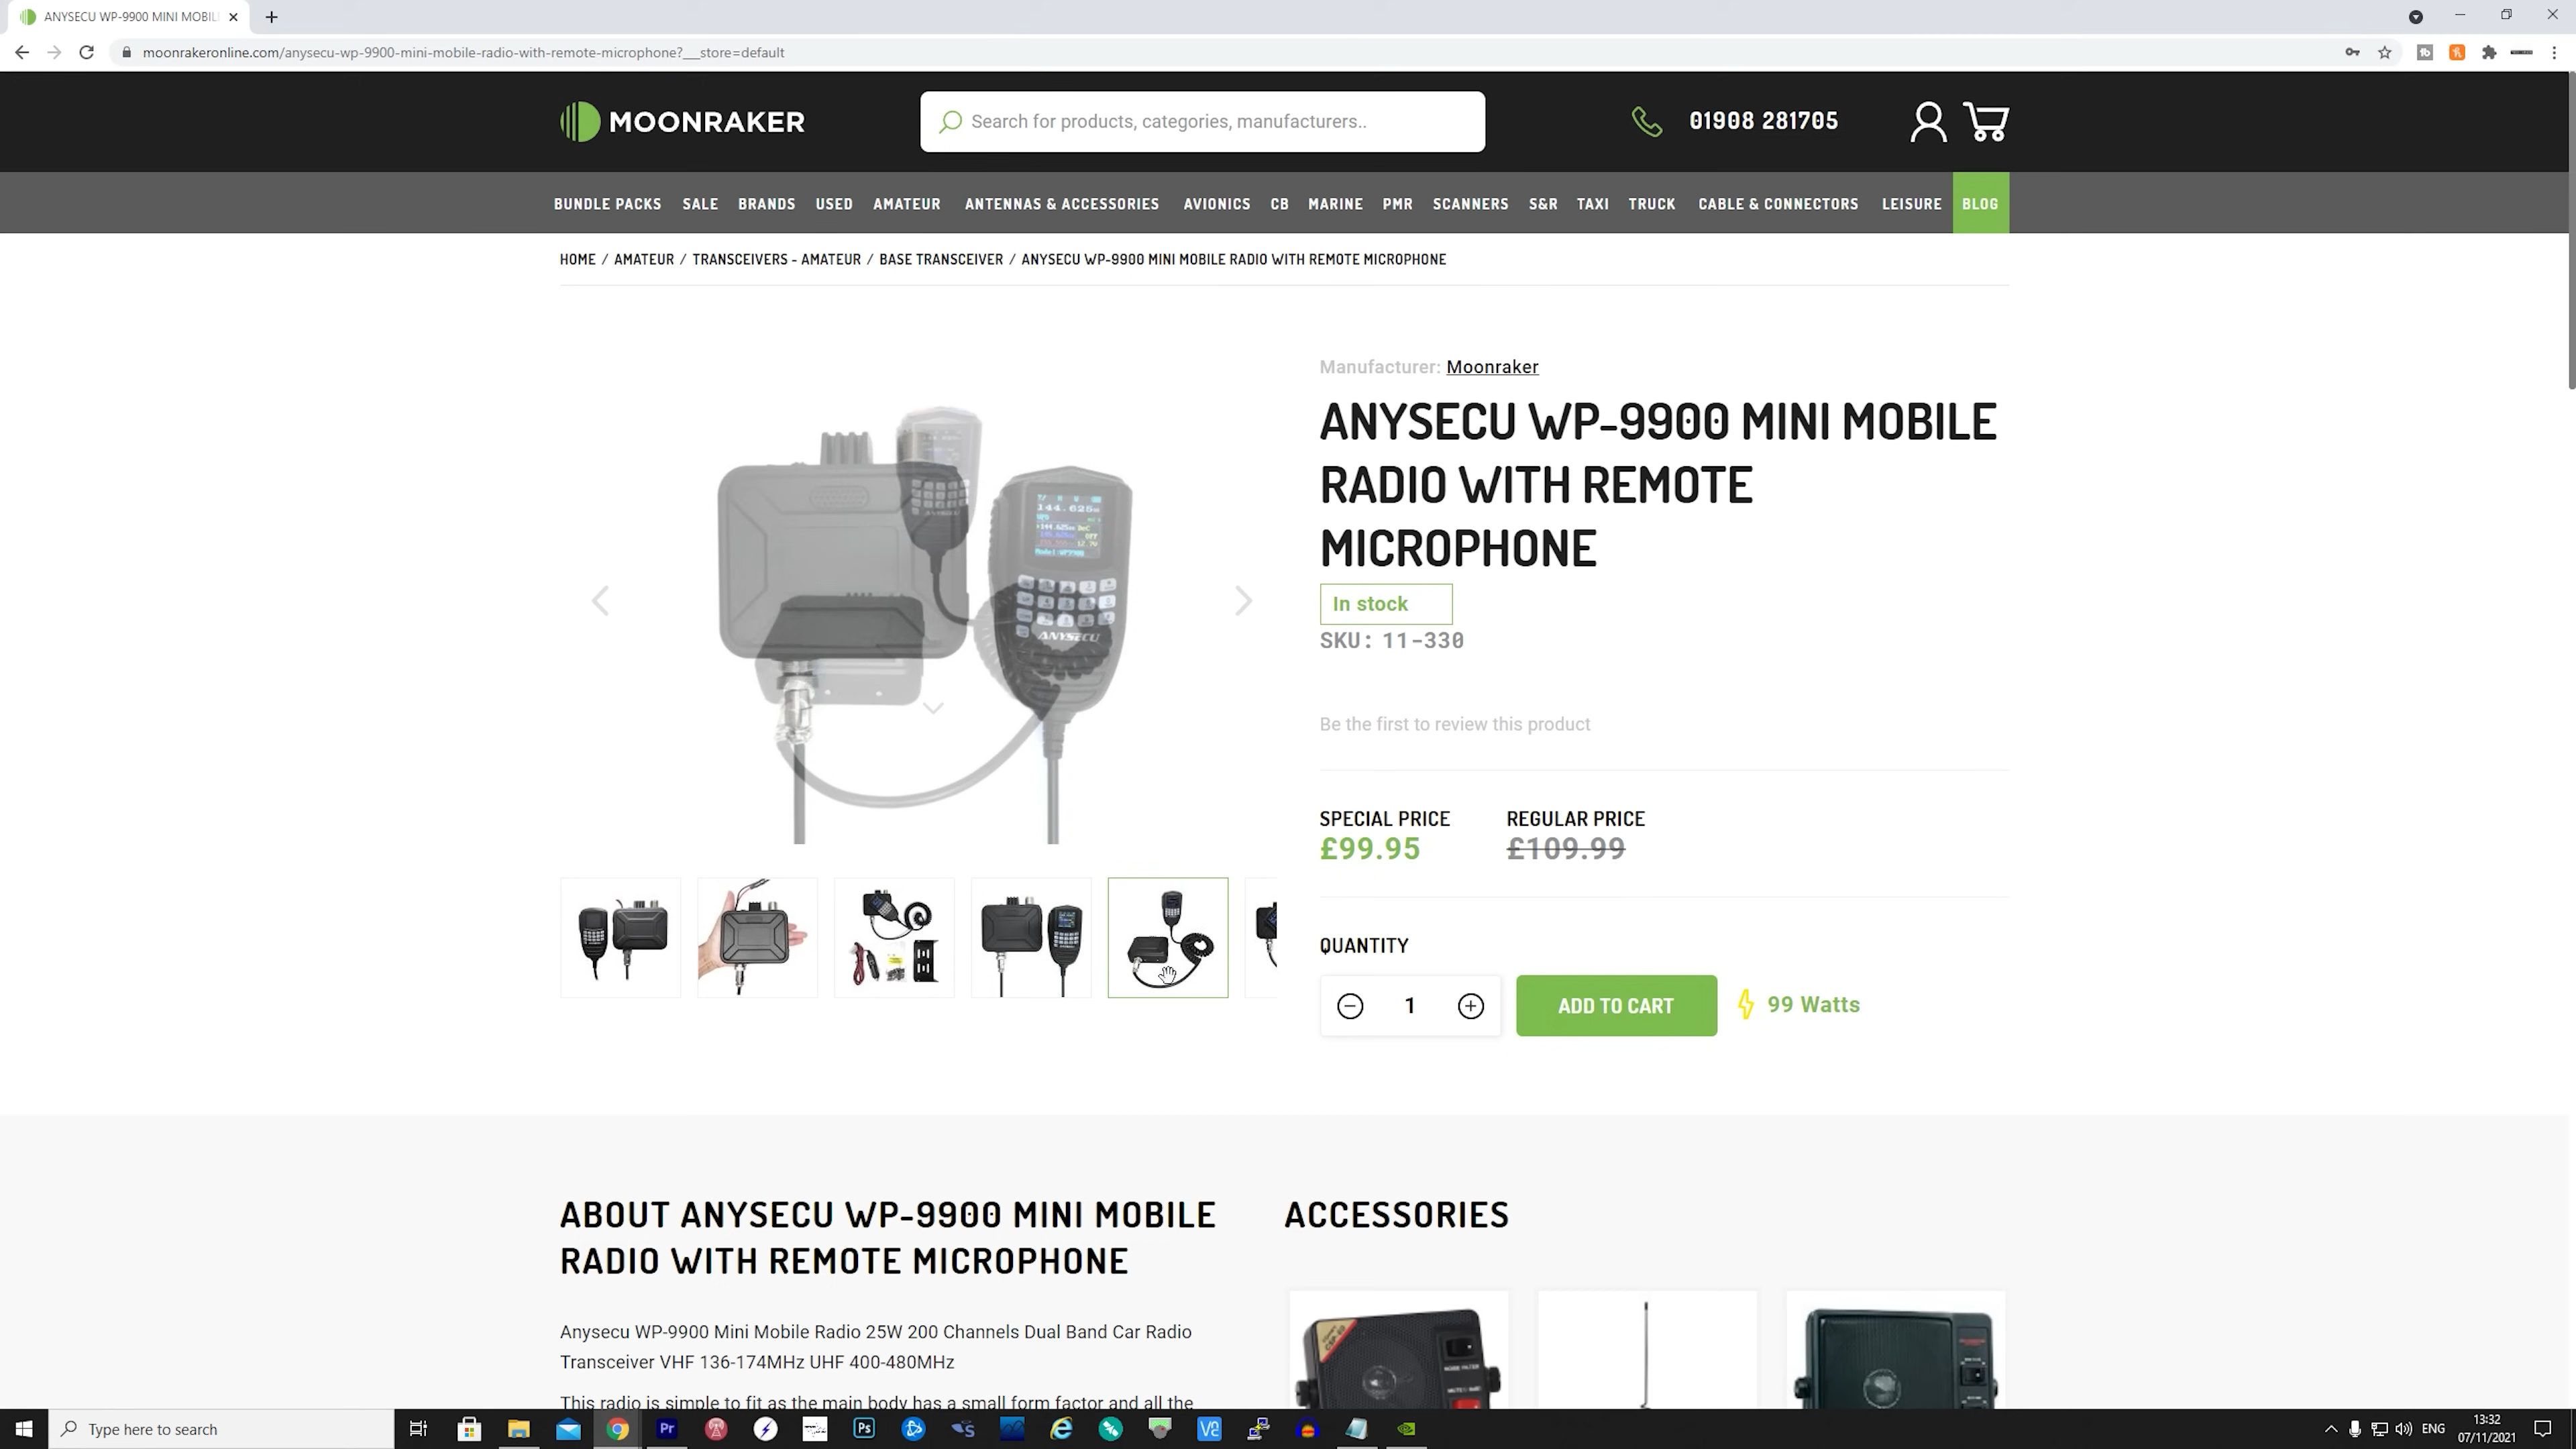 ANYSECU WP-9900 MINI MOBIL
moonrakeronline.com/anysecu-wp-9900-mini-mobile-radio-with-remote-microphone?___store=default
MOONRAKER
Search for products, categories, manufacturers..
01908 281705
BUNDLE PACKS SALE BRANDS USED AMATEUR ANTENNAS & ACCESSORIES AVIONICS CB MARINE PMR SCANNERS S&R TAXI TRUCK CABLE & CONNECTORS LEISURE BLOG
HOME / AMATEUR / TRANSCEIVERS - AMATEUR / BASE TRANSCEIVER / ANYSECU WP-9900 MINI MOBILE RADIO WITH REMOTE MICROPHONE
Manufacturer: Moonraker
ANYSECU WP-9900 MINI MOBILE
RADIO WITH REMOTE
MICROPHONE
In stock
SKU: 11-330
Be the first to review this product
144.625
ANYSECU
SPECIAL PRICE REGULAR PRICE
£99.95 £109.99
QUANTITY
1 ADD TO CART 99 Watts
ABOUT ANYSECU WP-9900 MINI MOBILE
RADIO WITH REMOTE MICROPHONE
ACCESSORIES
Anysecu WP-9900 Mini Mobile Radio 25W 200 Channels Dual Band Car Radio
Transceiver VHF 136-174MHz UHF 400-480MHz
This radio is simple to fit as the main body has a small form factor and all the
Type here to search
Pr
Ps
ENG
13:32
07/11/2021